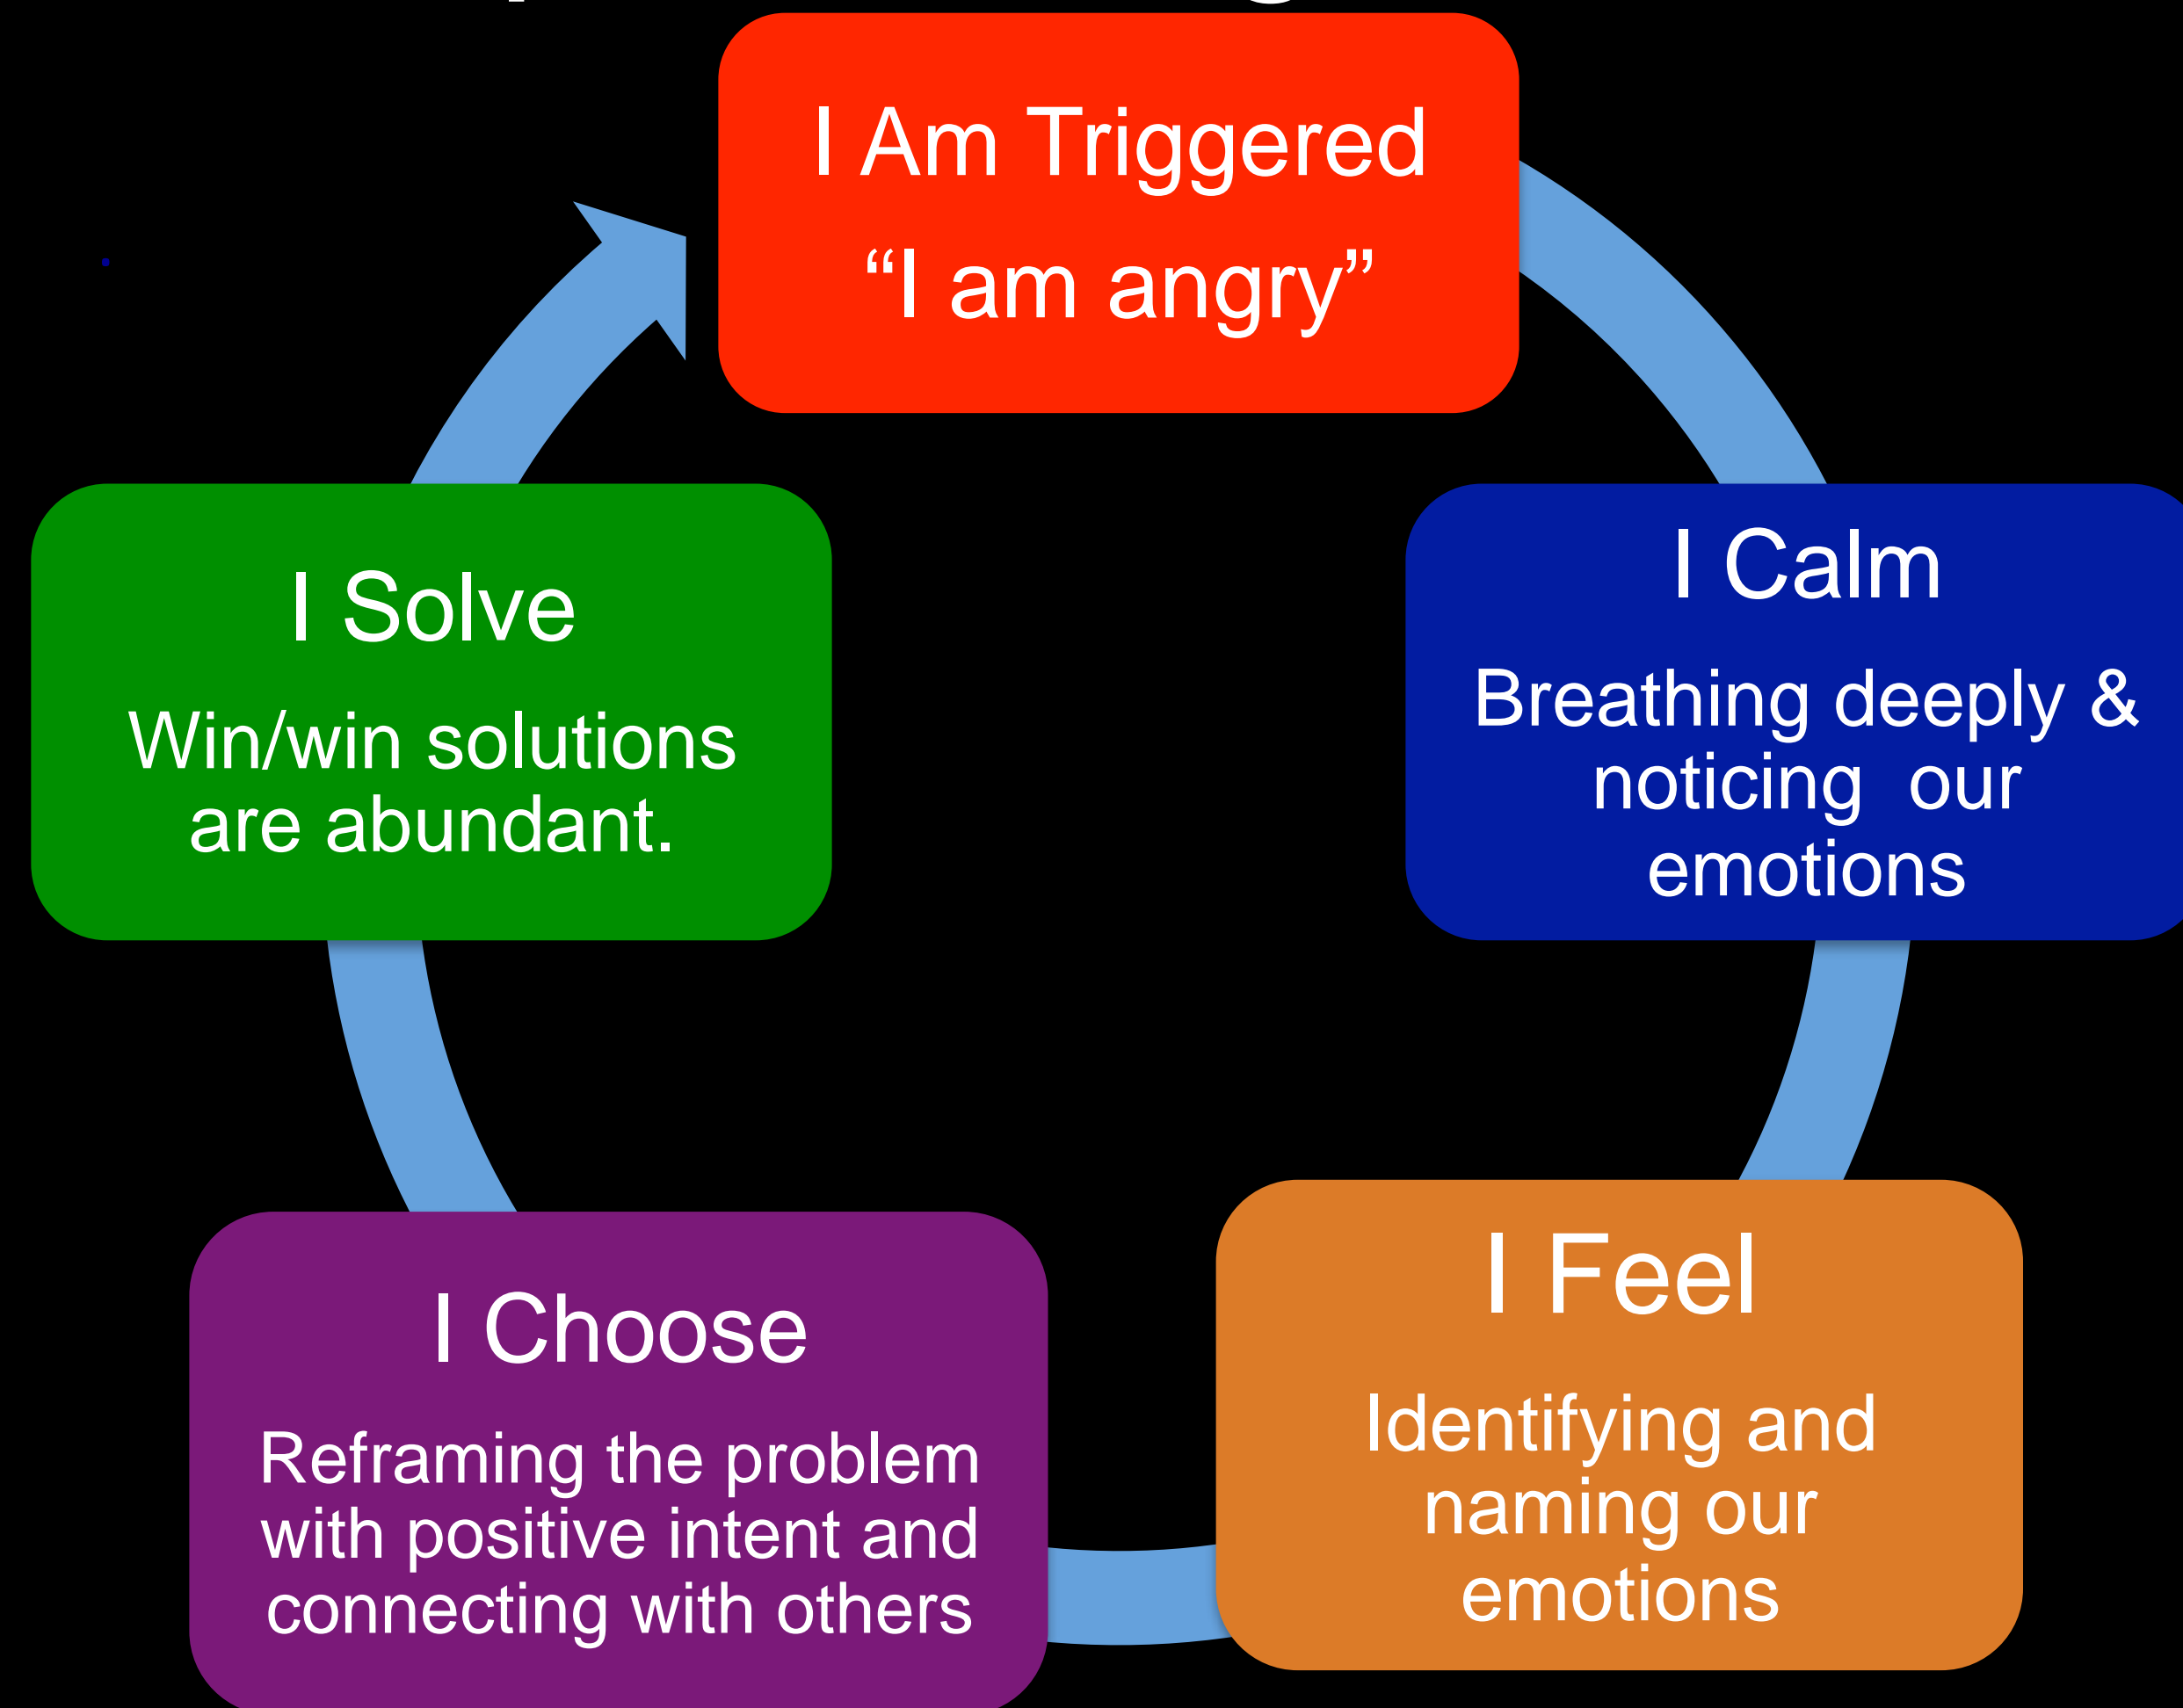 I Am Triggered
“I am angry”
I Calm
Breathing deeply &
noticing our
emotions
I Feel
Identifying and
naming our
emotions
I Choose
Reframing the problem
with positive intent and
connecting with others
I Solve
Win/win solutions
are abundant.